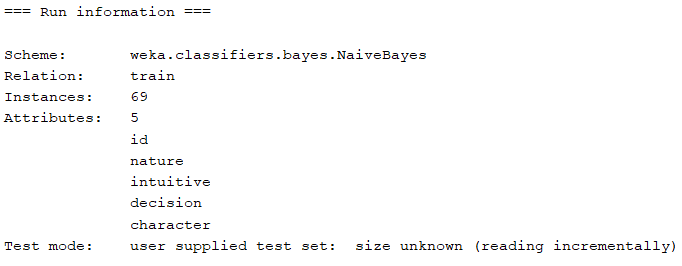 === Run information ===
Scheme: weka.classifiers.bayes.NaiveBayes
Relation: train
Instances: 69
Attributes: 5
id
nature
intuitive
decision
character
Test mode: user supplied test set: size unknown (reading incrementally)